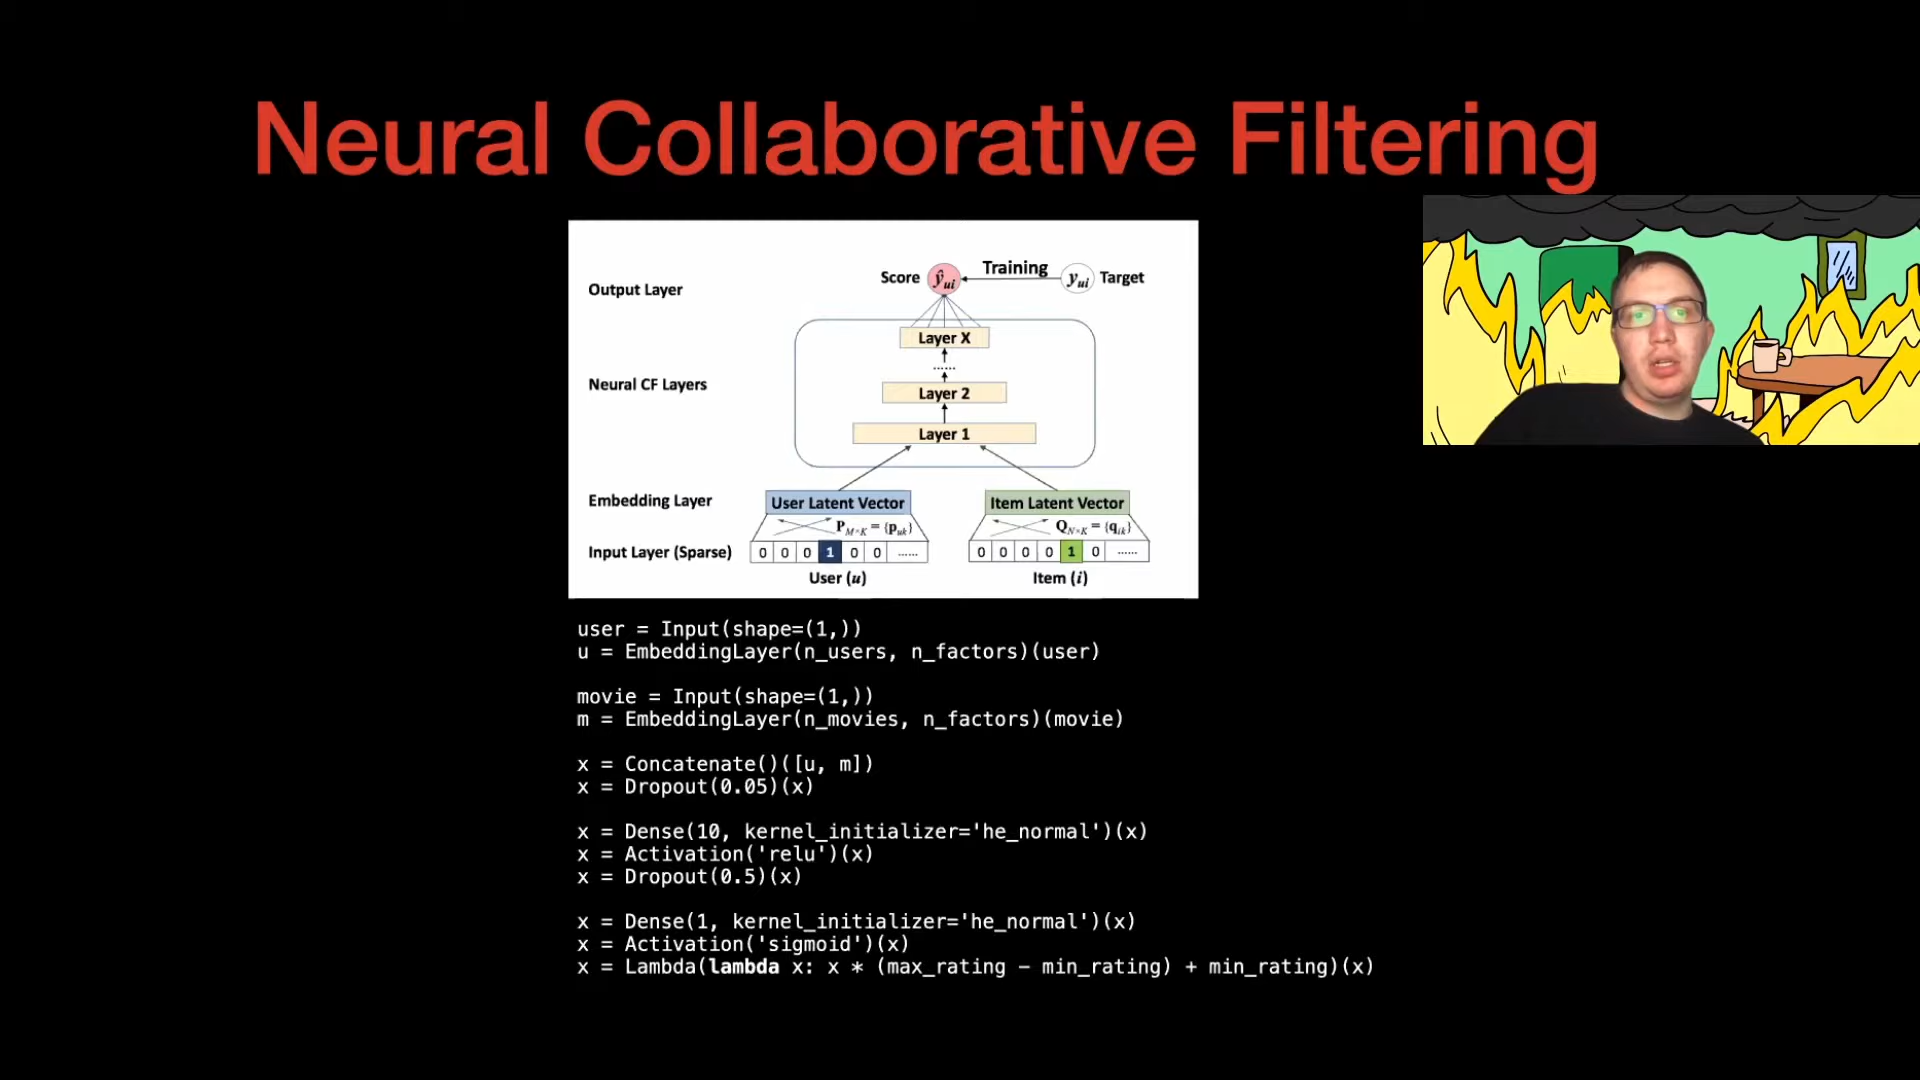 Neural Collaborative Filtering
Output Layer
Score ŷui Training yui Target
Layer X
......
Neural CF Layers
Layer 2
Layer 1
Embedding Layer
User Latent Vector
Item Latent Vector
P M×K = {p uk}
Q N×K = {q ik}
Input Layer (Sparse)
0 0 0 1 0 0 ......
0 0 0 0 1 0 ......
User (u)
Item (i)
user = Input(shape=(1,))
u = EmbeddingLayer(n_users, n_factors)(user)
movie = Input(shape=(1,))
m = EmbeddingLayer(n_movies, n_factors)(movie)
x = Concatenate()([u, m])
x = Dropout(0.05)(x)
x = Dense(10, kernel_initializer='he_normal')(x)
x = Activation('relu')(x)
x = Dropout(0.5)(x)
x = Dense(1, kernel_initializer='he_normal')(x)
x = Activation('sigmoid')(x)
x = Lambda(lambda x: x * (max_rating − min_rating) + min_rating)(x)